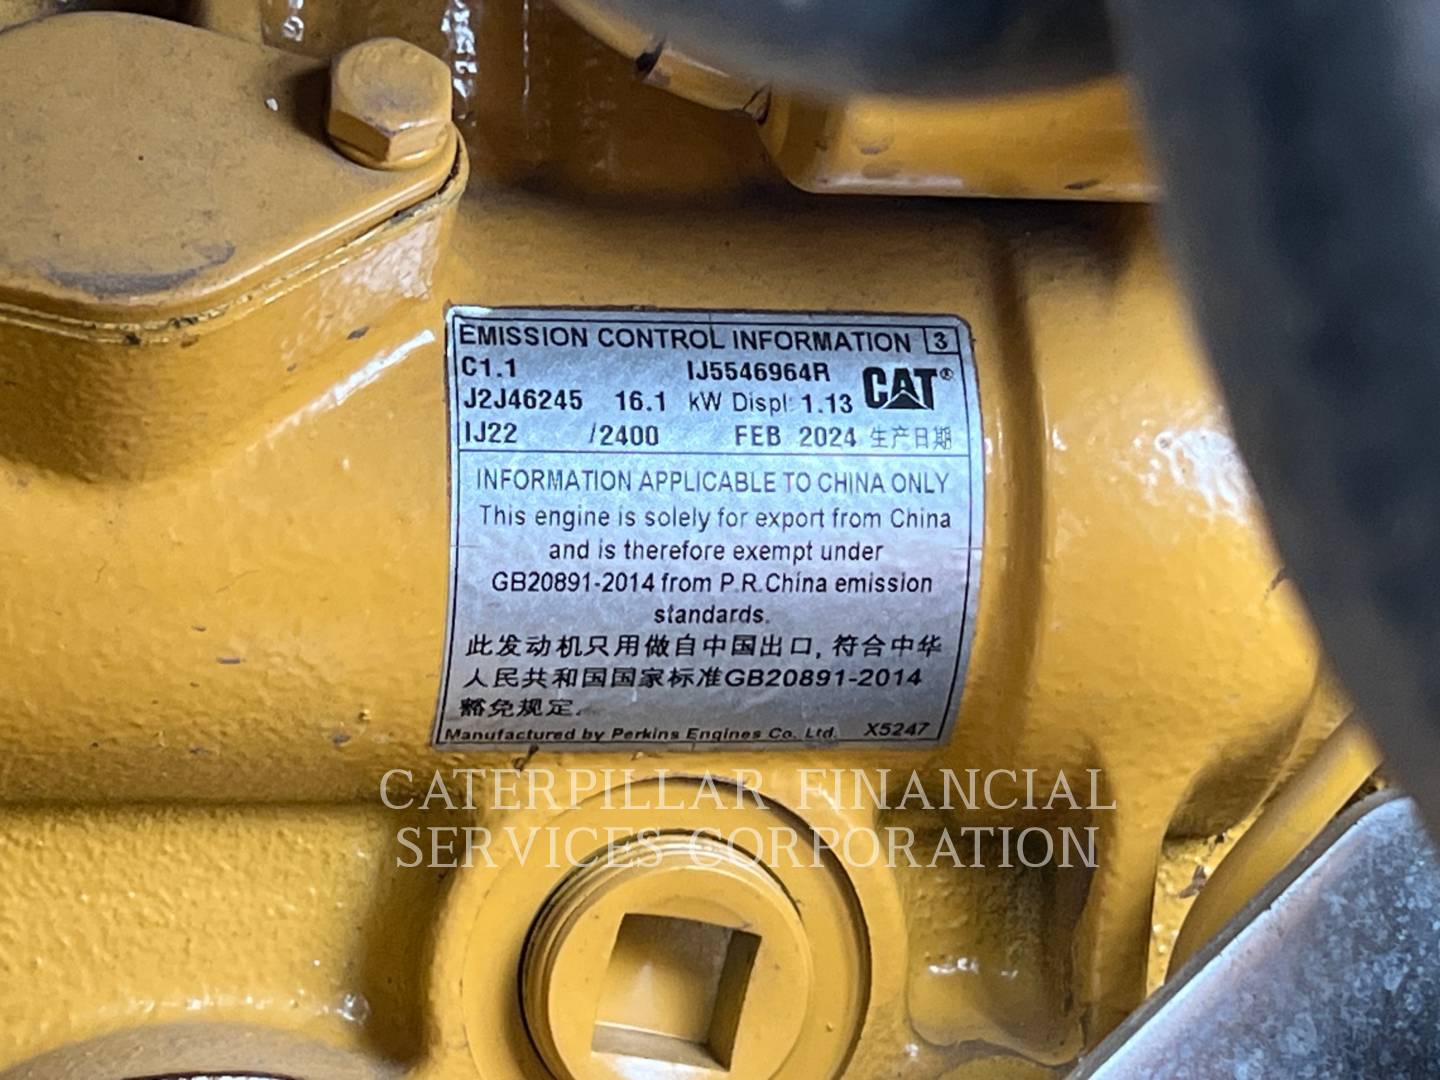 EMISSION CONTROL INFORMATION 3
C1.1 IJ5546964R CAT®
J2J46245 16.1 kW Displ: 1.13
IJ22 /2400 FEB 2024 生产日期
INFORMATION APPLICABLE TO CHINA ONLY
This engine is solely for export from China
and is therefore exempt under
GB20891-2014 from P.R.China emission
standards.
此发动机只用做自中国出口, 符合中华
人民共和国国家标准GB20891-2014
豁免规定.
Manufactured by Perkins Engines Co. Ltd. X5247
CATERPILLAR FINANCIAL
SERVICES CORPORATION